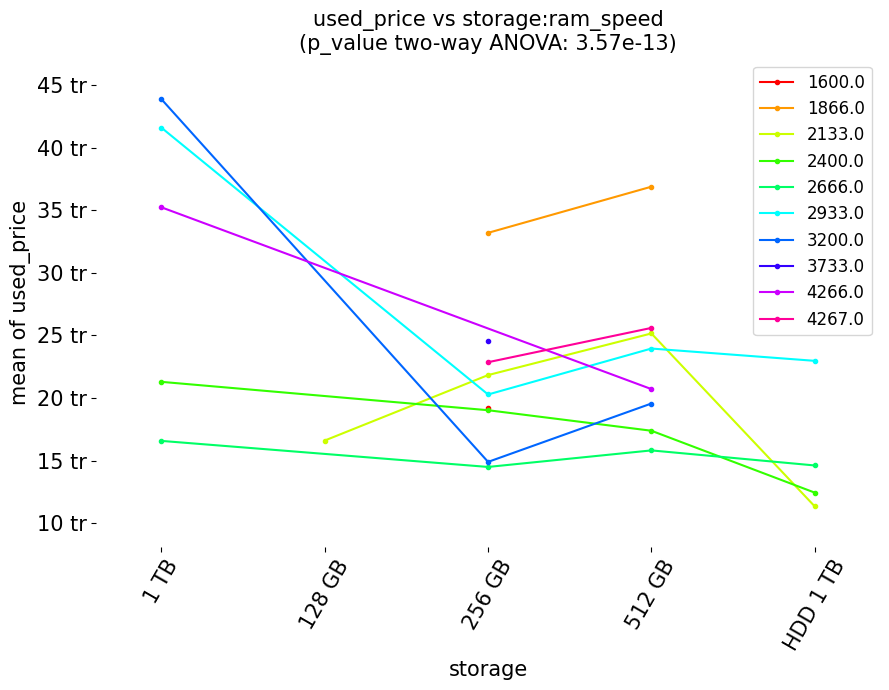 used_price vs storage:ram_speed
(p_value two-way ANOVA: 3.57e-13)
45 tr
40 tr
35 tr
30 tr
25 tr
20 tr
15 tr
10 tr
mean of used_price
1600.0
1866.0
2133.0
2400.0
2666.0
2933.0
3200.0
3733.0
4266.0
4267.0
1 TB
128 GB
256 GB
512 GB
HDD 1 TB
storage